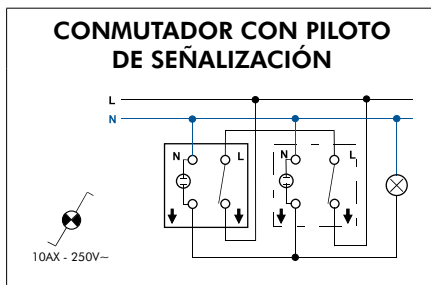 CONMUTADOR CON PILOTO
DE SEÑALIZACIÓN
L
N
N L N L
10AX - 250V~